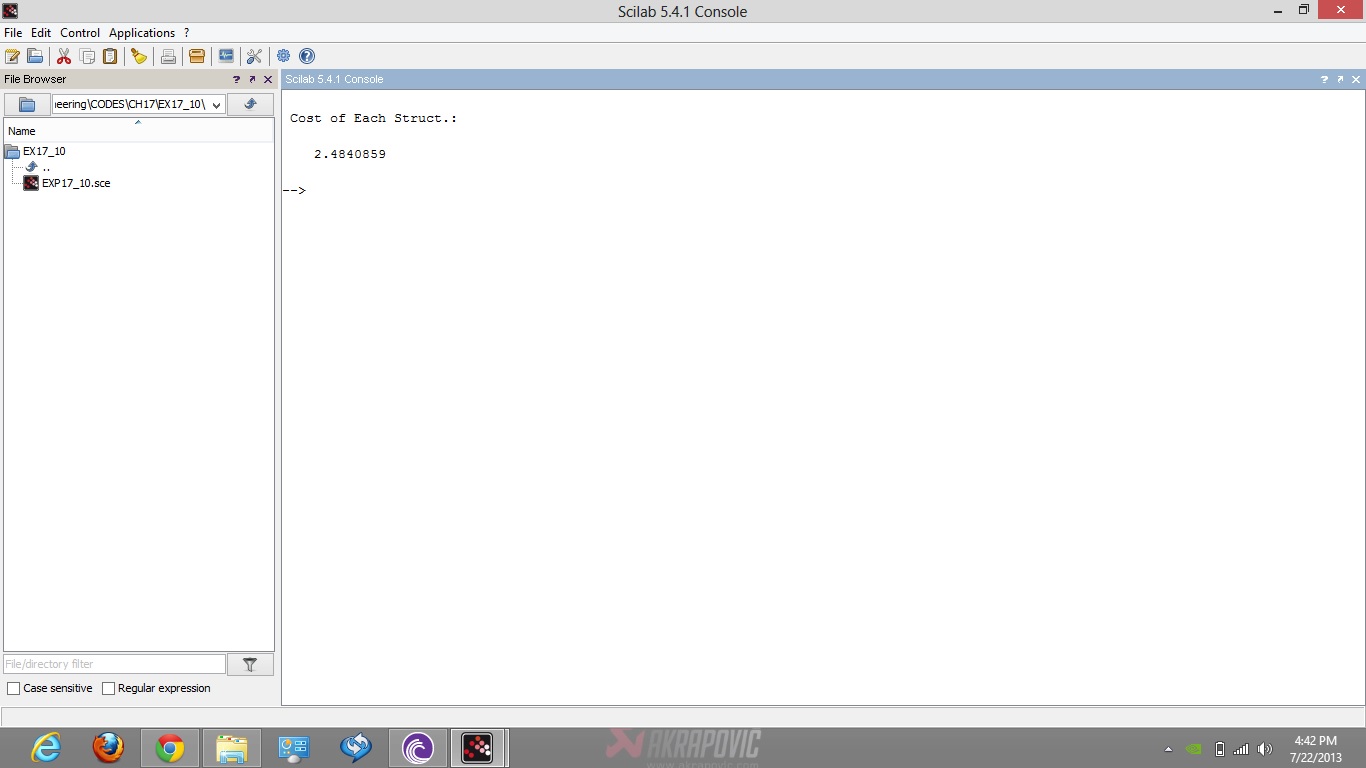 Scilab 5.4.1 Console
File Edit Control Applications ?
File Browser
Scilab 5.4.1 Console
eering\CODES\CH17\EX17_10\
Name
EX17_10
..
EXP17_10.sce
Cost of Each Struct.:
2.4840859
-->
File/directory filter
Case sensitive Regular expression
AKRAPOVIC
www.akrapovic.com
4:42 PM
7/22/2013